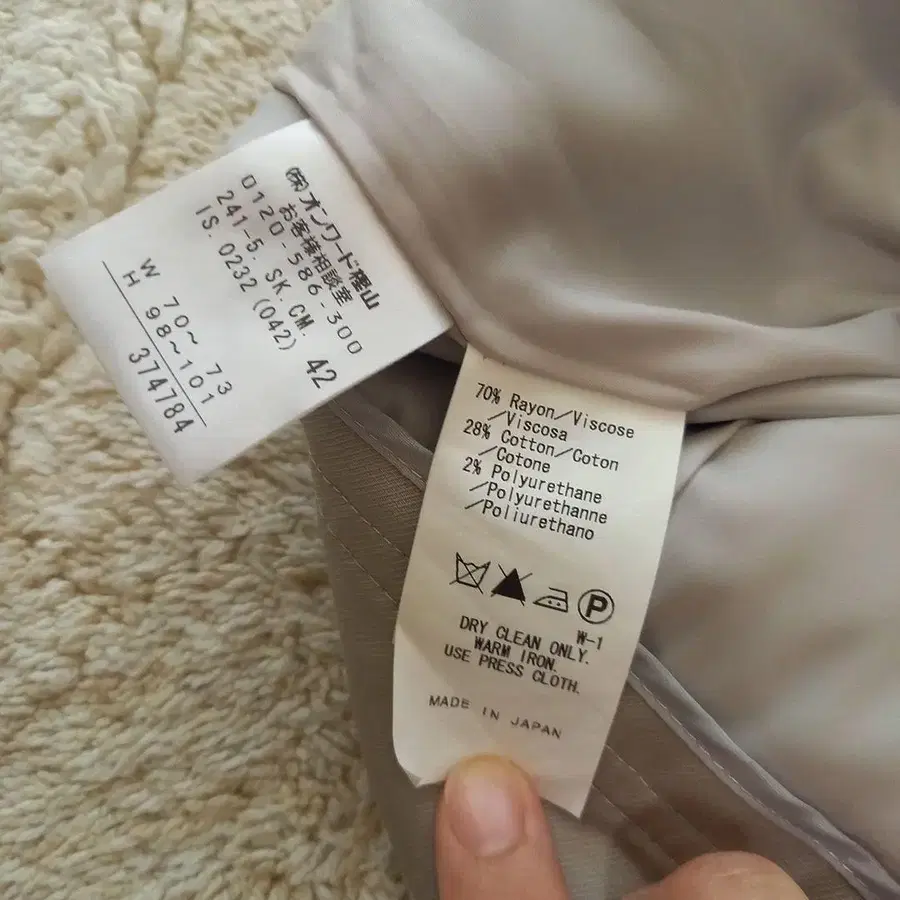 (株)オンワード樫山
お客様相談室
0120-586-300
241-5. SK. CM.
IS. 0232 (042) 42
W 70~ 73
H 98~101
374784
70% Rayon/Viscose
/Viscosa
28% Cotton/Coton
/Cotone
2% Polyurethane
/Polyurethanne
/Poliurethano
P
W-1
DRY CLEAN ONLY.
WARM IRON.
USE PRESS CLOTH.
MADE IN JAPAN